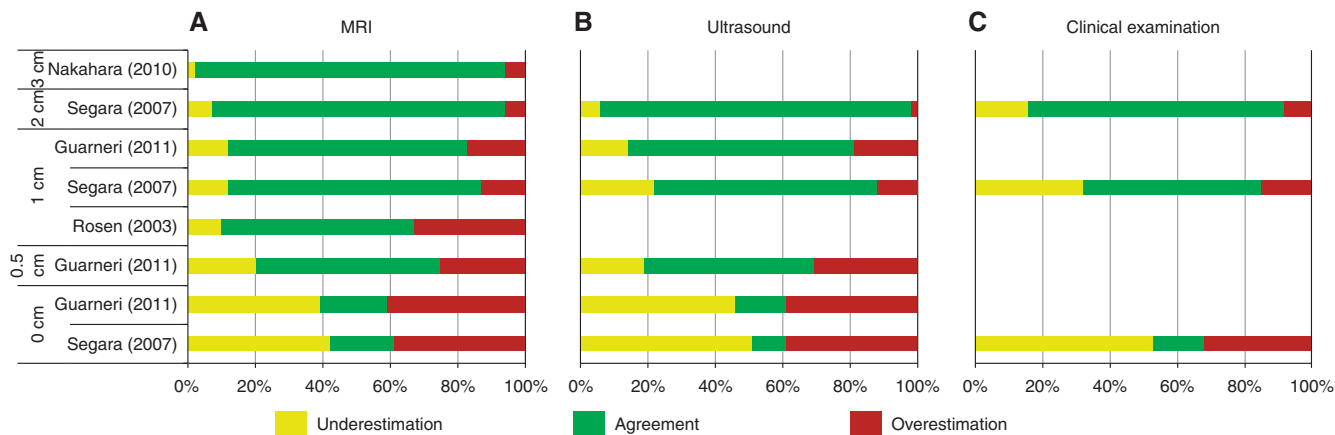 A
MRI
B
Ultrasound
C
Clinical examination
3 cm
Nakahara (2010)
2 cm
Segara (2007)
1 cm
Guarneri (2011)
Segara (2007)
Rosen (2003)
0.5
cm
Guarneri (2011)
0 cm
Guarneri (2011)
Segara (2007)
0% 20% 40% 60% 80% 100%
0% 20% 40% 60% 80% 100%
0% 20% 40% 60% 80% 100%
Underestimation
Agreement
Overestimation